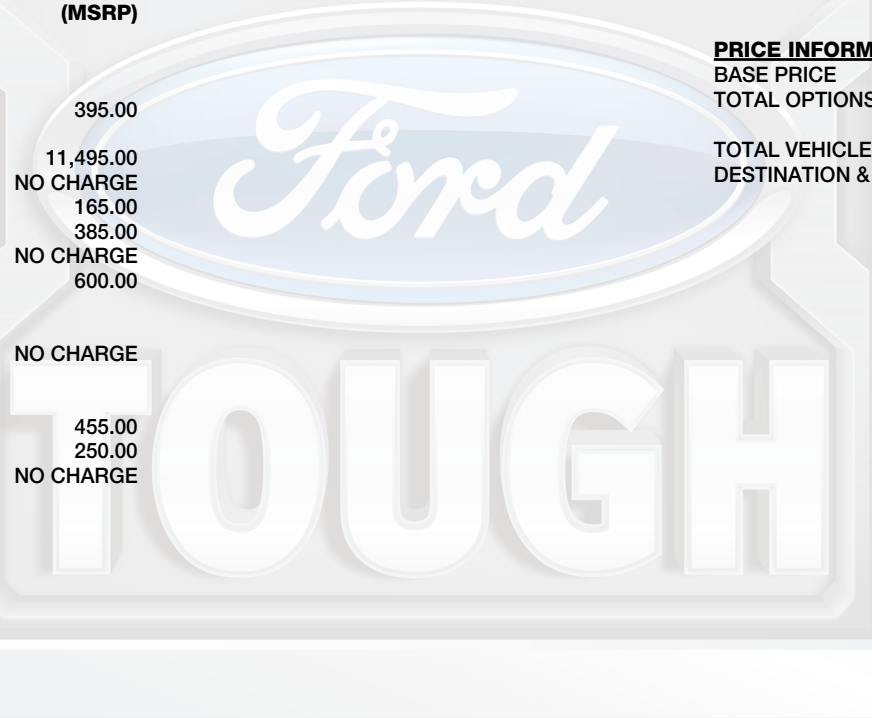 (MSRP)
395.00
11,495.00
NO CHARGE
165.00
385.00
NO CHARGE
600.00
NO CHARGE
455.00
250.00
NO CHARGE
PRICE INFORM
BASE PRICE
TOTAL OPTIONS
TOTAL VEHICLE
DESTINATION &
Ford
TOUGH